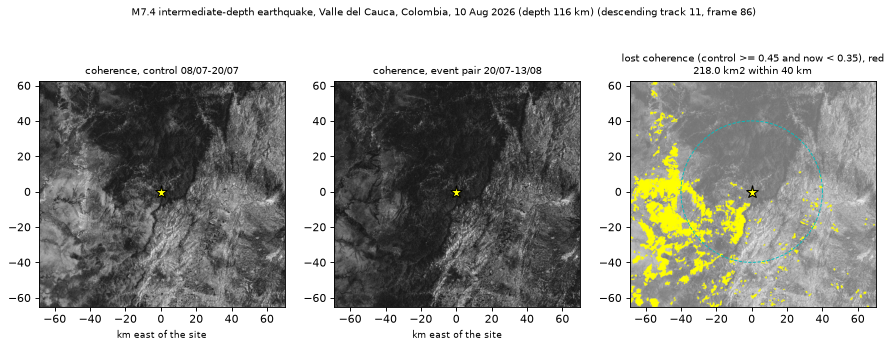 M7.4 intermediate-depth earthquake, Valle del Cauca, Colombia, 10 Aug 2026 (depth 116 km) (descending track 11, frame 86)
coherence, control 08/07-20/07
coherence, event pair 20/07-13/08
lost coherence (control >= 0.45 and now < 0.35), red
218.0 km2 within 40 km
60
40
20
0
−20
−40
−60
−60 −40 −20 0 20 40 60
km east of the site
60
40
20
0
−20
−40
−60
−60 −40 −20 0 20 40 60
km east of the site
60
40
20
0
−20
−40
−60
−60 −40 −20 0 20 40 60